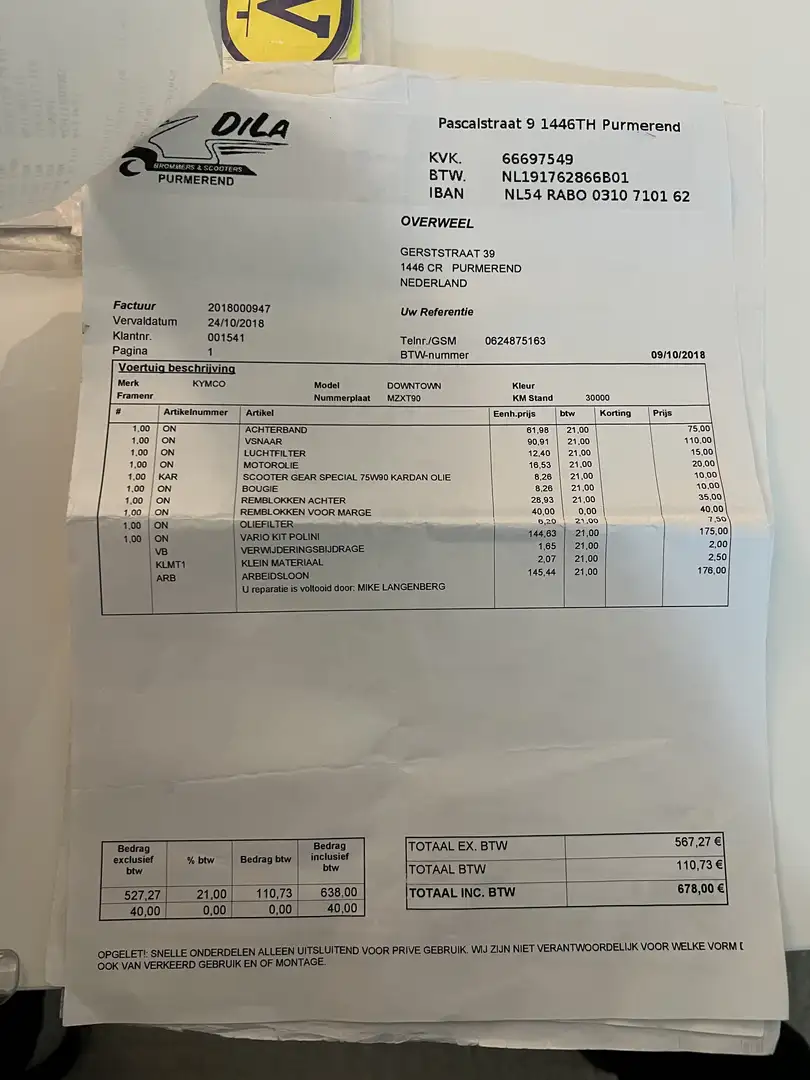 V
DiLA
BROMMERS & SCOOTERS
PURMEREND
Pascalstraat 9 1446TH Purmerend
KVK. 66697549
BTW. NL191762866B01
IBAN NL54 RABO 0310 7101 62
OVERWEEL
GERSTSTRAAT 39
1446 CR PURMEREND
NEDERLAND
Factuur 2018000947
Vervaldatum 24/10/2018
Klantnr. 001541
Pagina 1
Uw Referentie
Telnr./GSM 0624875163
BTW-nummer
09/10/2018
Voertuig beschrijving
Merk KYMCO Model DOWNTOWN Kleur
Framenr Nummerplaat MZXT90 KM Stand 30000
# Artikelnummer Artikel Eenh.prijs btw Korting Prijs
1,00 ON ACHTERBAND 61,98 21,00 75,00
1,00 ON VSNAAR 90,91 21,00 110,00
1,00 ON LUCHTFILTER 12,40 21,00 15,00
1,00 ON MOTOROLIE 16,53 21,00 20,00
1,00 KAR SCOOTER GEAR SPECIAL 75W90 KARDAN OLIE 8,26 21,00 10,00
1,00 ON BOUGIE 8,26 21,00 10,00
1,00 ON REMBLOKKEN ACHTER 28,93 21,00 35,00
1,00 ON REMBLOKKEN VOOR MARGE 40,00 0,00 40,00
1,00 ON OLIEFILTER 6,20 21,00 7,50
1,00 ON VARIO KIT POLINI 144,63 21,00 175,00
VB VERWIJDERINGSBIJDRAGE 1,65 21,00 2,00
KLMT1 KLEIN MATERIAAL 2,07 21,00 2,50
ARB ARBEIDSLOON 145,44 21,00 176,00
U reparatie is voltooid door: MIKE LANGENBERG
Bedrag exclusief btw % btw Bedrag btw Bedrag inclusief btw
527,27 21,00 110,73 638,00
40,00 0,00 0,00 40,00
TOTAAL EX. BTW 567,27 €
TOTAAL BTW 110,73 €
TOTAAL INC. BTW 678,00 €
OPGELET!: SNELLE ONDERDELEN ALLEEN UITSLUITEND VOOR PRIVE GEBRUIK. WIJ ZIJN NIET VERANTWOORDELIJK VOOR WELKE VORM D
OOK VAN VERKEERD GEBRUIK EN OF MONTAGE.